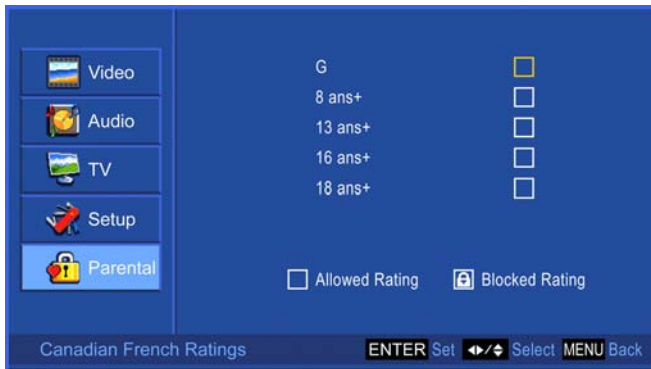 Video
Audio
TV
Setup
Parental
G
8 ans+
13 ans+
16 ans+
18 ans+
Allowed Rating Blocked Rating
Canadian French Ratings ENTER Set / Select MENU Back